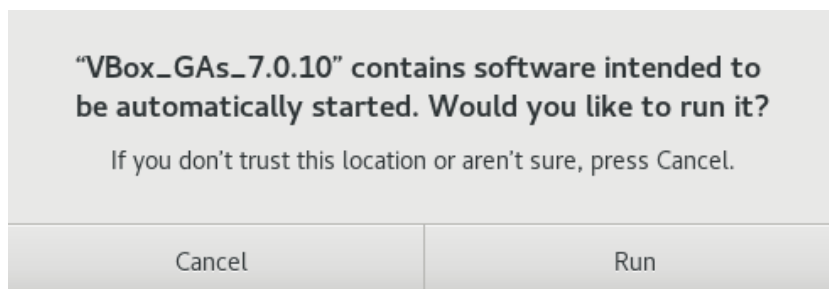 “VBox_GAs_7.0.10” contains software intended to
be automatically started. Would you like to run it?
If you don’t trust this location or aren’t sure, press Cancel.
Cancel
Run